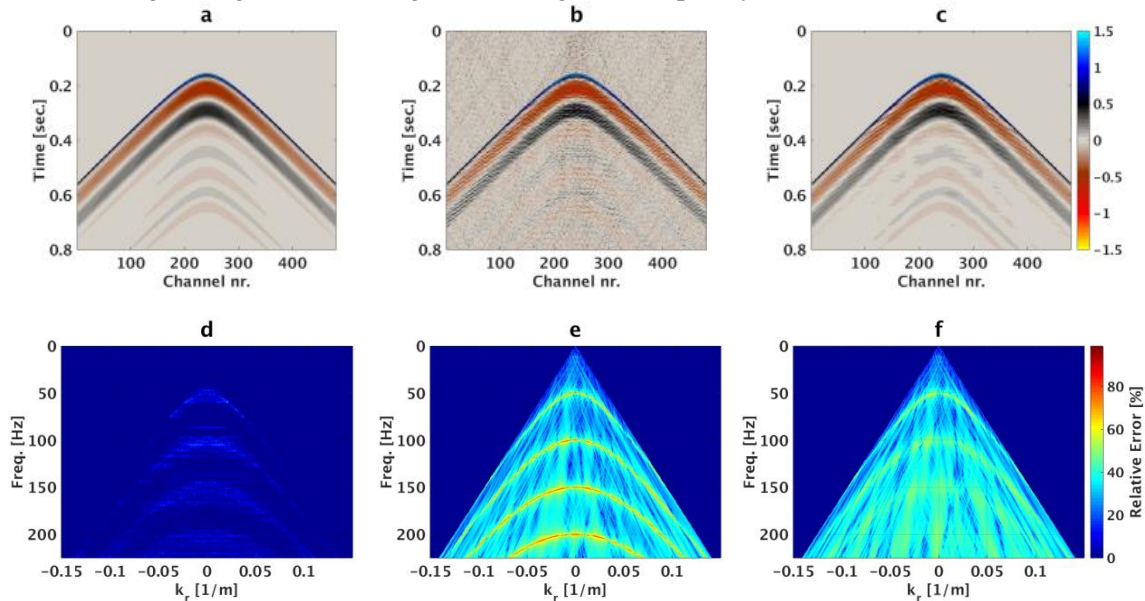 a b c
0 0 0 1.5
0.2 0.2 0.2 1
0.5
0.4 0.4 0.4 0
-0.5
0.6 0.6 0.6 -1
0.8 0.8 0.8 -1.5
Time [sec.] Time [sec.] Time [sec.]
100 200 300 400 100 200 300 400 100 200 300 400
Channel nr. Channel nr. Channel nr.
d e f
0 0 0
50 50 50 80
100 100 100 60
150 150 150 40
200 200 200 20
0
Freq. [Hz] Freq. [Hz] Freq. [Hz] Relative Error [%]
-0.15 -0.1 -0.05 0 0.05 0.1 -0.15 -0.1 -0.05 0 0.05 0.1 -0.15 -0.1 -0.05 0 0.05 0.1
k_r [1/m] k_r [1/m] k_r [1/m]